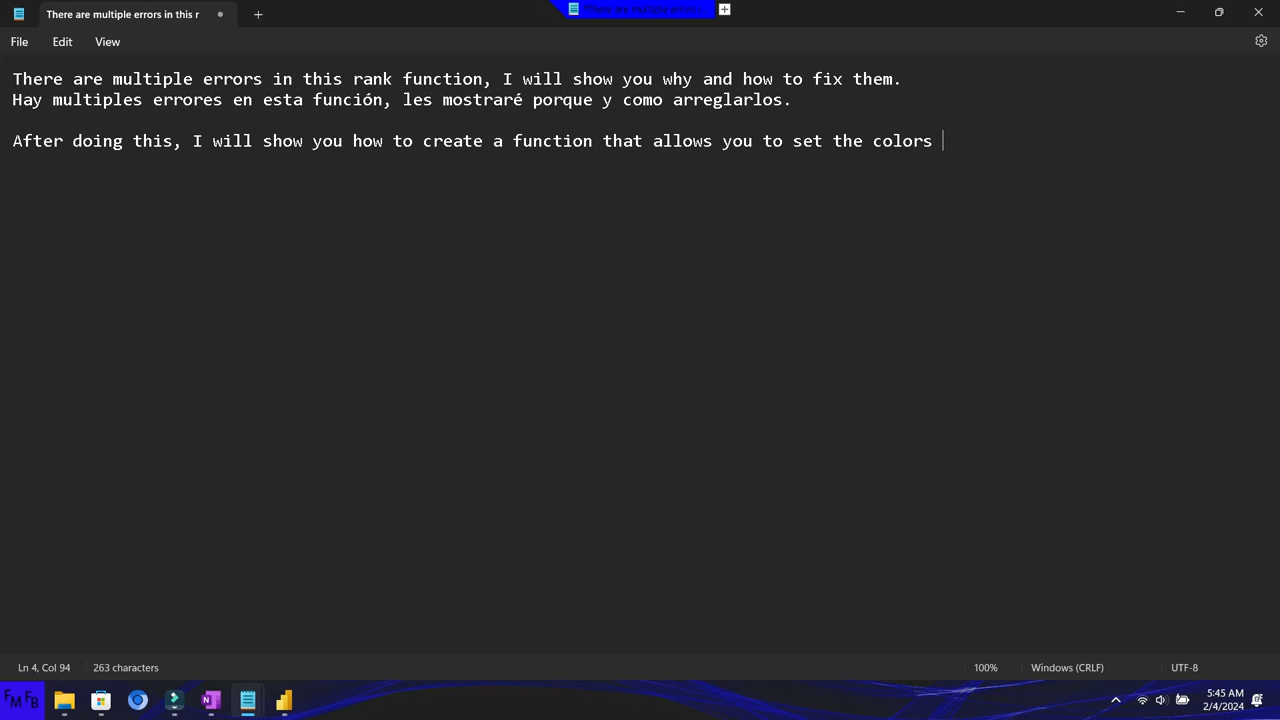 There are multiple errors in this r
File Edit View
There are multiple errors in this rank function, I will show you why and how to fix them.
Hay multiples errores en esta función, les mostraré porque y como arreglarlos.
After doing this, I will show you how to create a function that allows you to set the colors
Ln 4, Col 94 263 characters 100% Windows (CRLF) UTF-8
FM FB
5:45 AM
2/4/2024